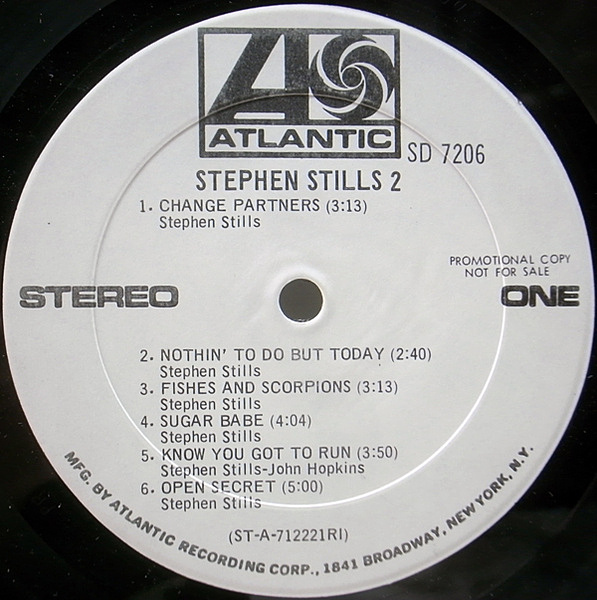 ATLANTIC
SD 7206
STEPHEN STILLS 2
1. CHANGE PARTNERS (3:13)
Stephen Stills
PROMOTIONAL COPY
NOT FOR SALE
STEREO
ONE
2. NOTHIN' TO DO BUT TODAY (2:40)
Stephen Stills
3. FISHES AND SCORPIONS (3:13)
Stephen Stills
4. SUGAR BABE (4:04)
Stephen Stills
5. KNOW YOU GOT TO RUN (3:50)
Stephen Stills-John Hopkins
6. OPEN SECRET (5:00)
Stephen Stills
(ST-A-712221RI)
MFG. BY ATLANTIC RECORDING CORP., 1841 BROADWAY, NEW YORK, N.Y.